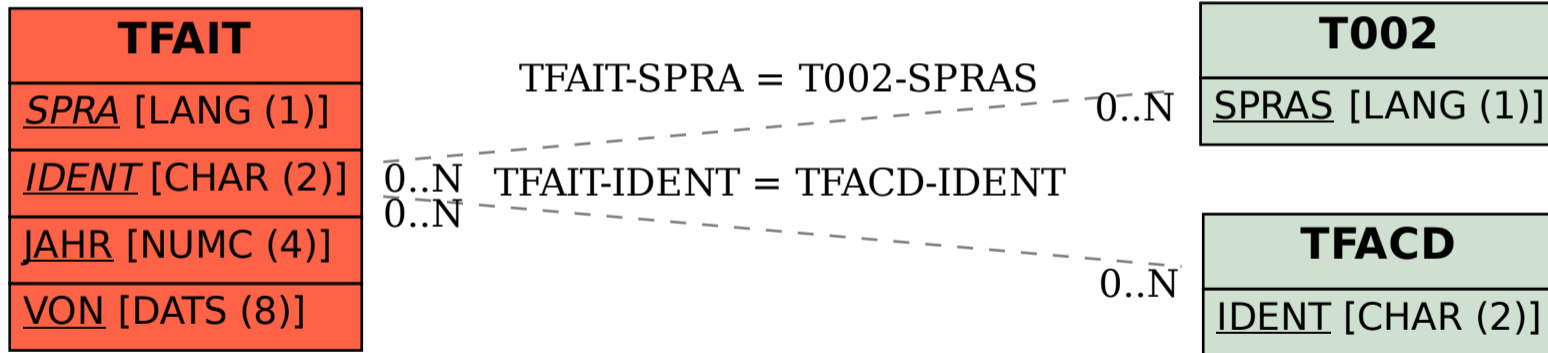 TFAIT
SPRA [LANG (1)]
IDENT [CHAR (2)]
JAHR [NUMC (4)]
VON [DATS (8)]
TFAIT-SPRA = T002-SPRAS
0..N
0..N
TFAIT-IDENT = TFACD-IDENT
0..N
0..N
T002
SPRAS [LANG (1)]
TFACD
IDENT [CHAR (2)]